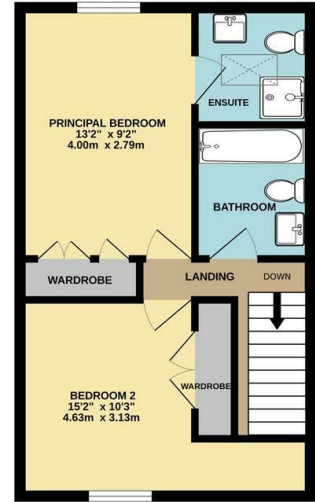 ENSUITE
PRINCIPAL BEDROOM
13'2" x 9'2"
4.00m x 2.79m
BATHROOM
WARDROBE
LANDING
DOWN
WARDROBE
BEDROOM 2
15'2" x 10'3"
4.63m x 3.13m